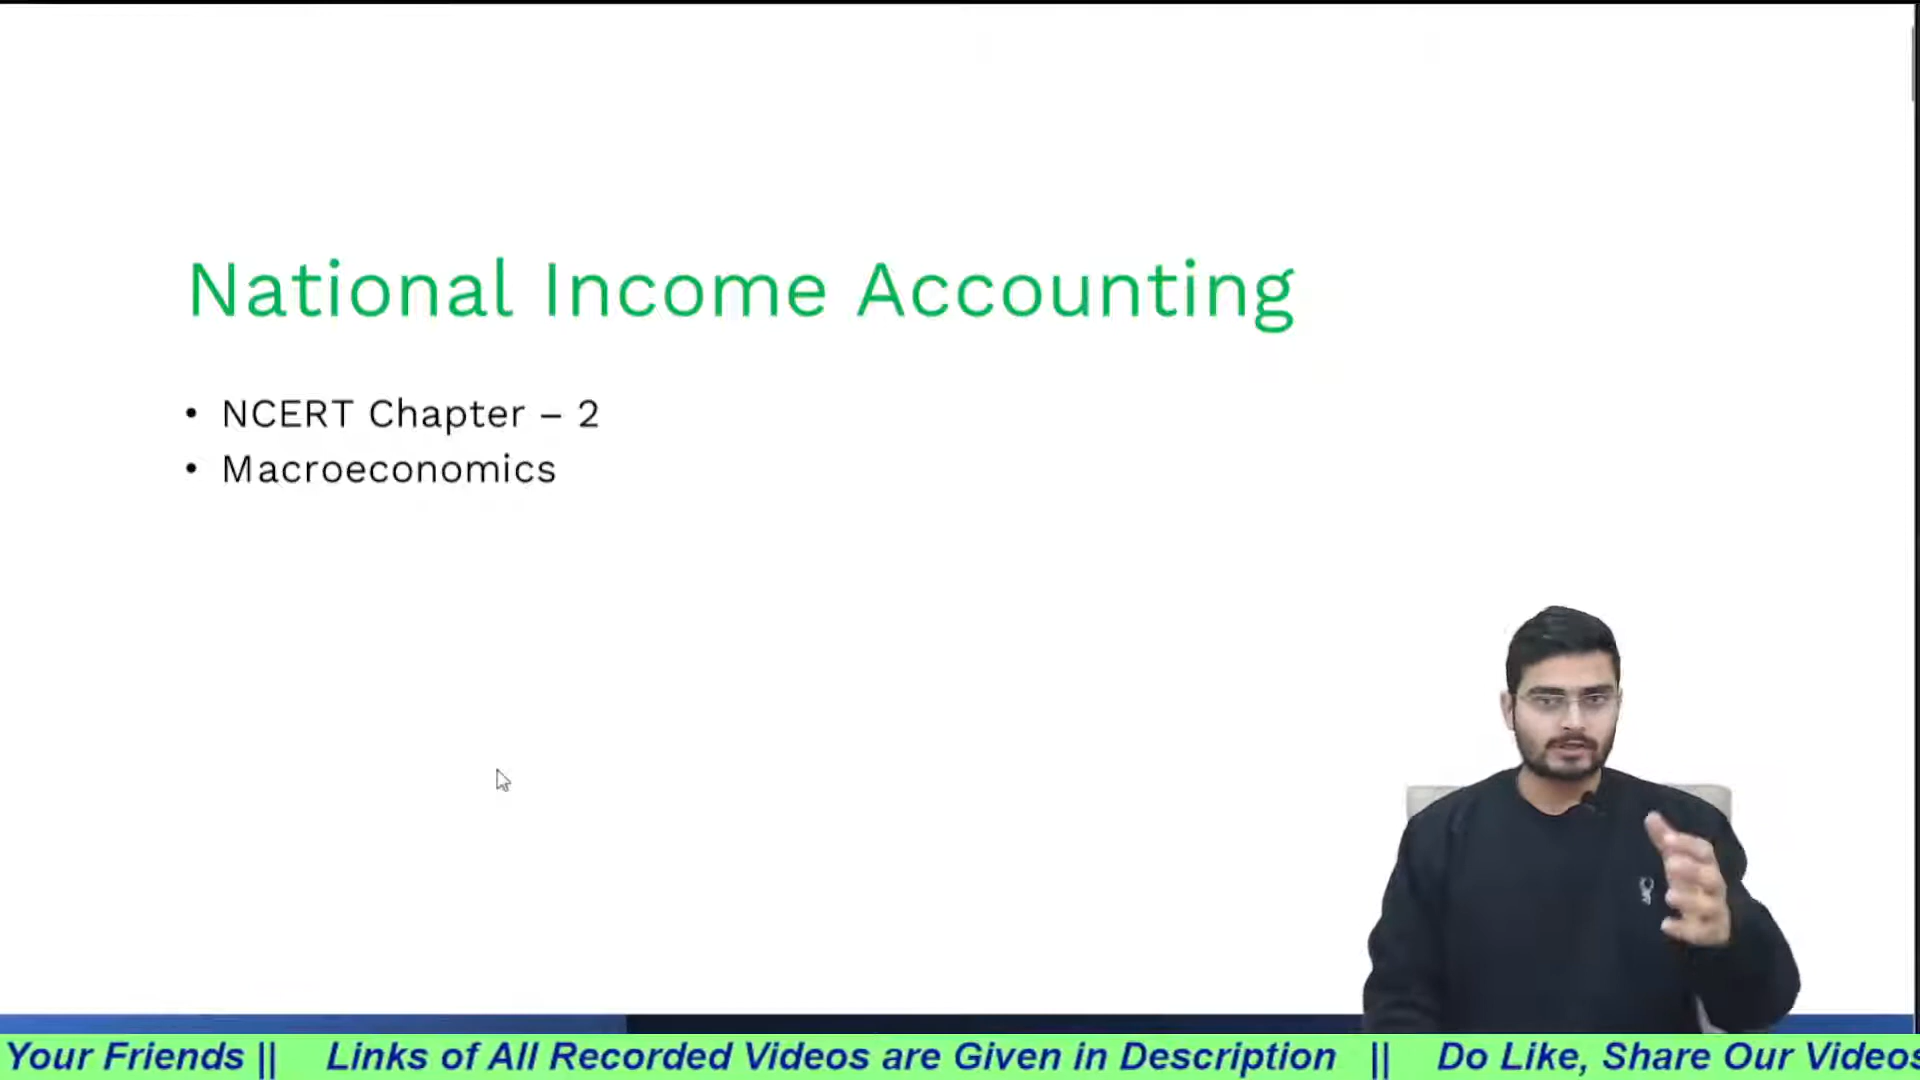 National Income Accounting
• NCERT Chapter – 2
• Macroeconomics
Your Friends || Links of All Recorded Videos are Given in Description || Do Like, Share Our Videos